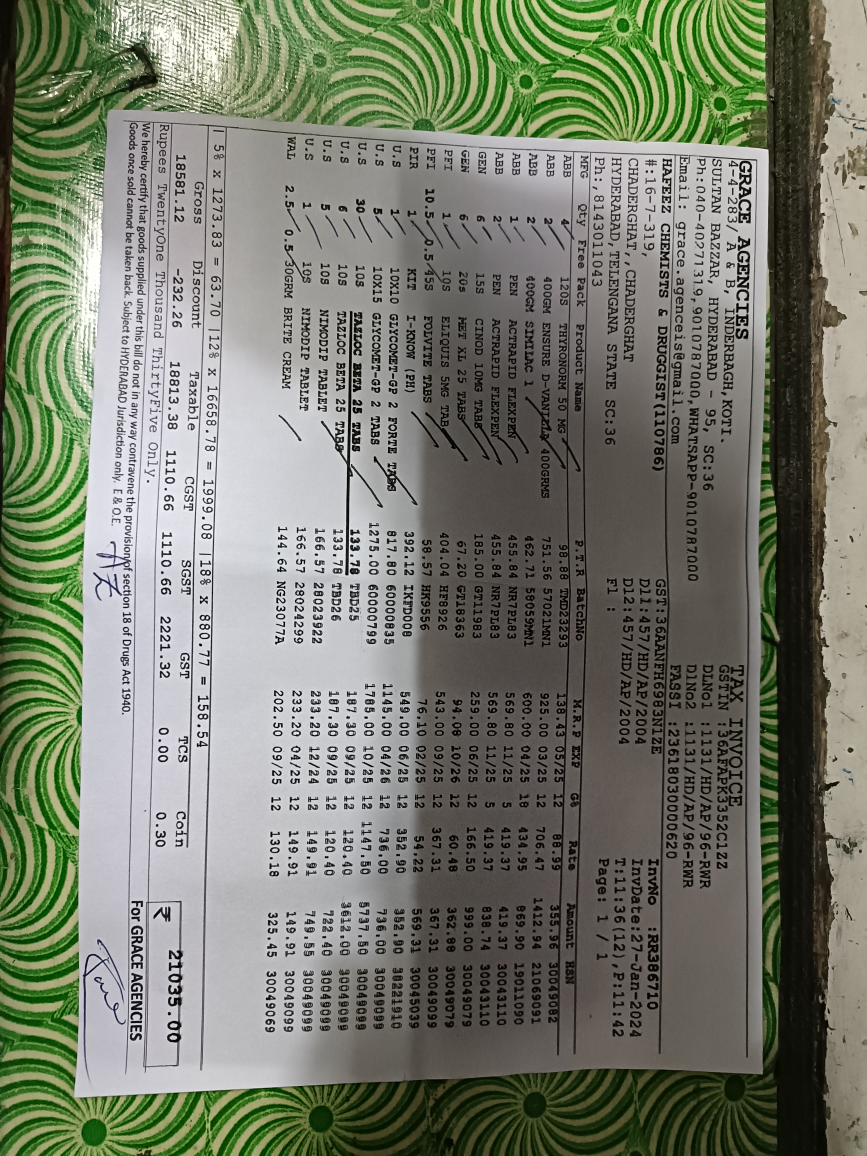 GRACE AGENCIES
4-4-283/ A & B, INDERBAGH, KOTI.
SULTAN BAZZAR, HYDERABAD - 95, SC:36
Ph:040-40271319,9010787000,WHATSAPP-9010787000
Email: grace.agenceis@gmail.com
TAX INVOICE
GSTIN :36AFAPK3352C1ZZ
DLNo1 :1131/HD/AP/96-RWR
DlNo2 :1131/HD/AP/96-RWR
FASSI :23618030000620
HAFEEZ CHEMISTS & DRUGGIST(110786)
#:16-7-319,
CHADERGHAT,,CHADERGHAT
HYDERABAD,TELENGANA STATE SC:36
Ph:,8143011043
GST:36AANFH6983N1ZE
D11:457/HD/AP/2004
D12:457/HD/AP/2004
F1 :
InvNo :RR386710
InvDate:27-Jan-2024
T:11:36(12),P:11:42
Page: 1 / 1
MFG Qty Free Pack Product Name P.T.R BatchNo M.R.P EXP G% Rate Amount HSN
ABB 4 120S THYRONORM 50 MG 98.88 TMD23293 138.43 05/25 12 88.99 355.96 30049082
ABB 2 400GM ENSURE D-VANILLA 400GRMS 751.56 57021MN1 925.00 03/25 12 706.47 1412.94 21069091
ABB 2 400GM SIMILAC 1 462.71 58059MN1 600.00 04/25 18 434.95 869.90 19011090
ABB 1 PEN ACTRAPID FLEXPEN 455.84 NR7PL83 569.80 11/25 5 419.37 419.37 30043110
ABB 2 PEN ACTRAPID FLEXPEN 455.84 NR7PL83 569.80 11/25 5 419.37 838.74 30043110
GEN 6 15S CINOD 10MG TABS 185.00 GT11983 259.00 06/25 12 166.50 999.00 30049079
GEN 6 20s MET XL 25 TABS 67.20 GT18363 94.08 10/26 12 60.48 362.88 30049079
PFI 1 10S ELIQUIS 5MG TAB 404.04 HF8926 543.00 09/25 12 367.31 367.31 30049099
PFI 10.5 0.5 45S FOLVITE TABS 58.57 HK9556 76.10 02/25 12 54.22 569.31 30045039
PIR 1 KIT I-KNOW (PH) 392.12 IKFD008 549.00 06/25 12 352.90 352.90 38221910
U.S 1 10X10 GLYCOMET-GP 2 FORTE TABS 817.80 60000835 1145.00 04/26 12 736.00 736.00 30049099
U.S 5 10X15 GLYCOMET-GP 2 TABS 1275.00 60000799 1785.00 10/25 12 1147.50 5737.50 30049099
U.S 30 10S TAZLOC BETA 25 TABS 133.78 TBD25 187.30 09/25 12 120.40 3612.00 30049099
U.S 6 10S TAZLOC BETA 25 TABS 133.78 TBD26 187.30 09/25 12 120.40 722.40 30049099
U.S 5 10S NIMODIP TABLET 166.57 28023922 233.20 12/24 12 149.91 749.55 30049099
U.S 1 10S NIMODIP TABLET 166.57 28024299 233.20 04/25 12 149.91 149.91 30049099
WAL 2.5 0.5 30GRM BRITE CREAM 144.64 NG23077A 202.50 09/25 12 130.18 325.45 30049069
| 5% x 1273.83 = 63.70 |12% x 16658.78 = 1999.08 |18% x 880.77 = 158.54
Gross Discount Taxable CGST SGST GST TCS Coin
18581.12 -232.26 18813.38 1110.66 1110.66 2221.32 0.00 0.30 ₹ 21035.00
Rupees TwentyOne Thousand ThirtyFive Only.
We hereby certify that goods supplied under this bill do not in any way contravene the provision of section 18 of Drugs Act 1940.
Goods once sold cannot be taken back. Subject to HYDERABAD Jurisdiction only. E & O.E.
For GRACE AGENCIES